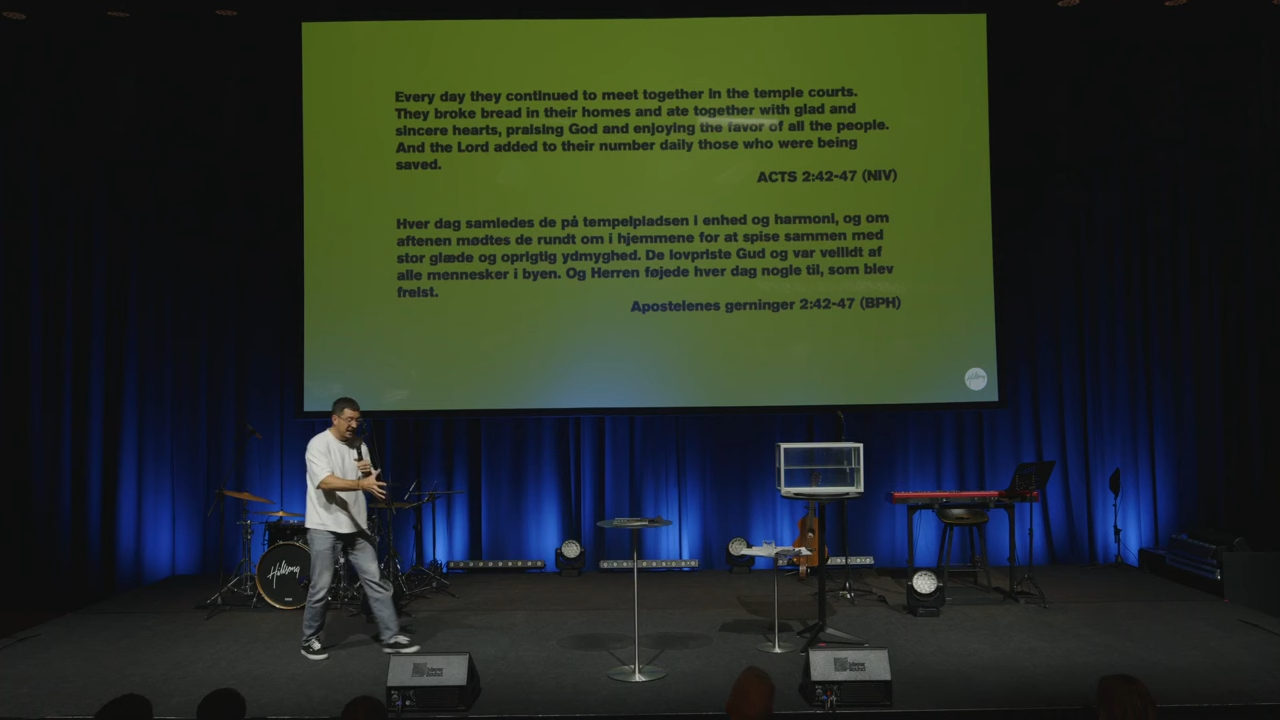 Every day they continued to meet together in the temple courts.
They broke bread in their homes and ate together with glad and
sincere hearts, praising God and enjoying the favor of all the people.
And the Lord added to their number daily those who were being
saved.
ACTS 2:42-47 (NIV)
Hver dag samledes de på tempelpladsen i enhed og harmoni, og om
aftenen mødtes de rundt om i hjemmene for at spise sammen med
stor glæde og oprigtig ydmyghed. De lovpriste Gud og var vellidt af
alle mennesker i byen. Og Herren føjede hver dag nogle til, som blev
frelst.
Apostelenes gerninger 2:42-47 (BPH)
Hillsong
Hillsong